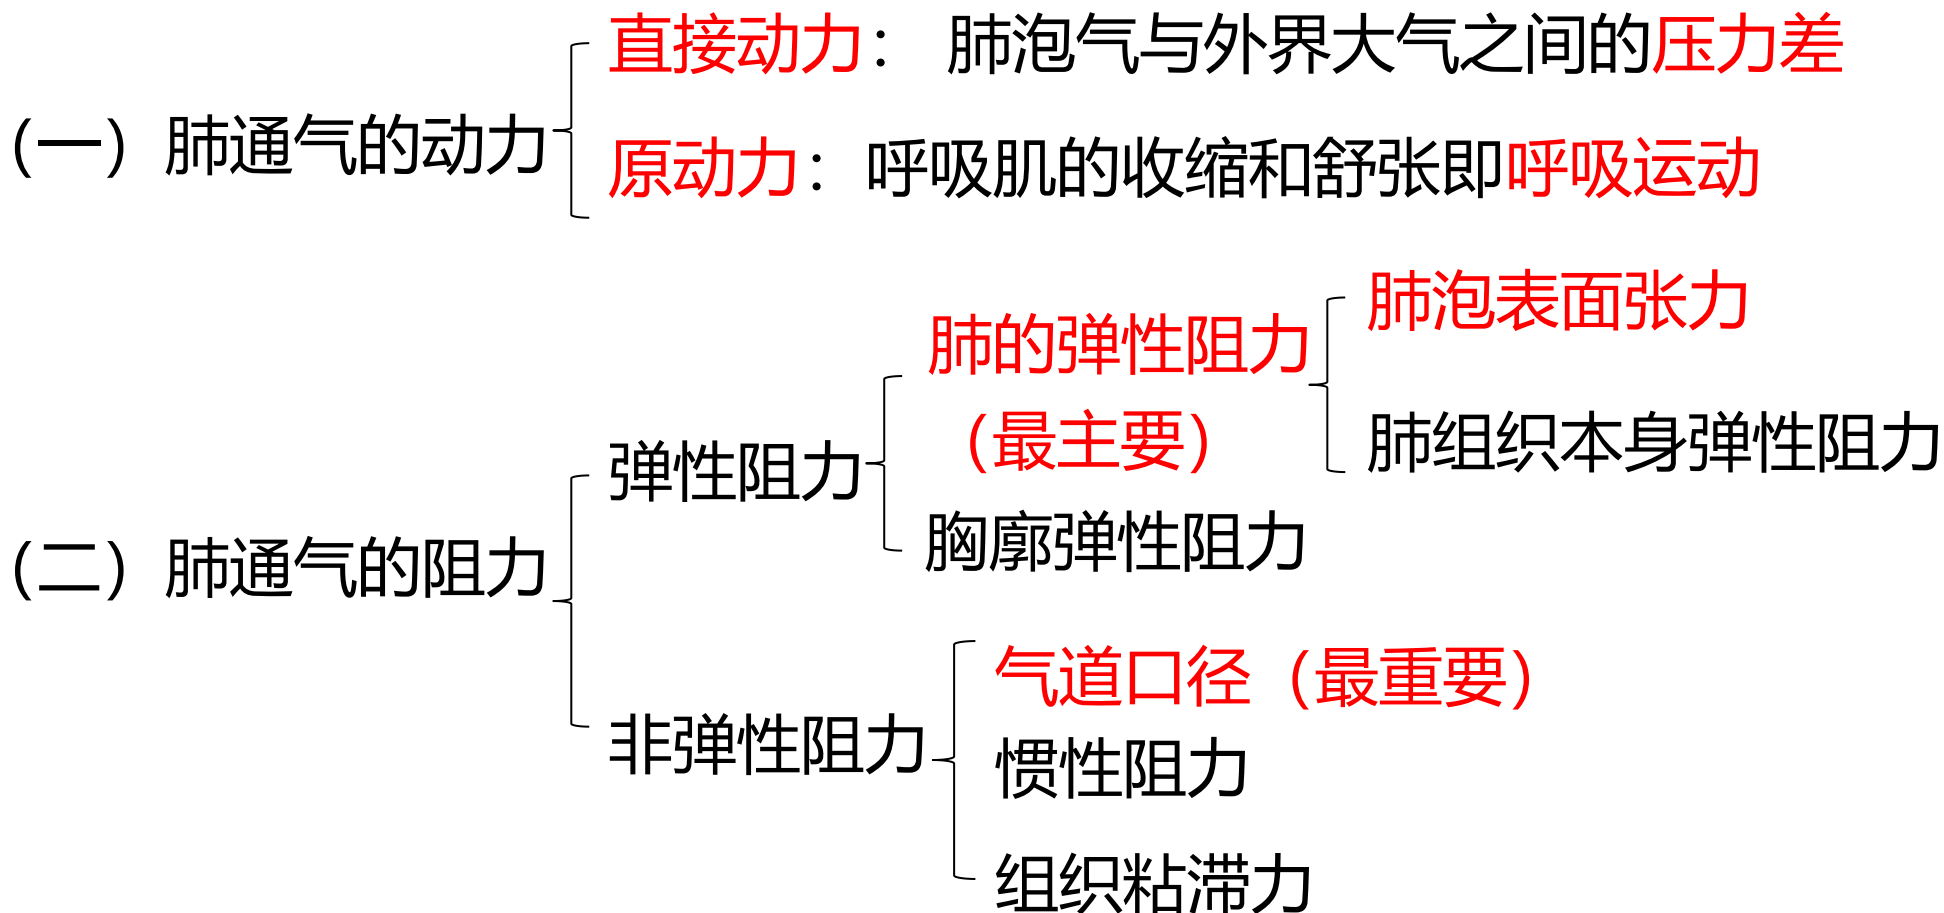 （一）肺通气的动力
直接动力： 肺泡气与外界大气之间的压力差
原动力：呼吸肌的收缩和舒张即呼吸运动
（二）肺通气的阻力
弹性阻力
肺的弹性阻力
（最主要）
肺泡表面张力
肺组织本身弹性阻力
胸廓弹性阻力
非弹性阻力
气道口径（最重要）
惯性阻力
组织粘滞力